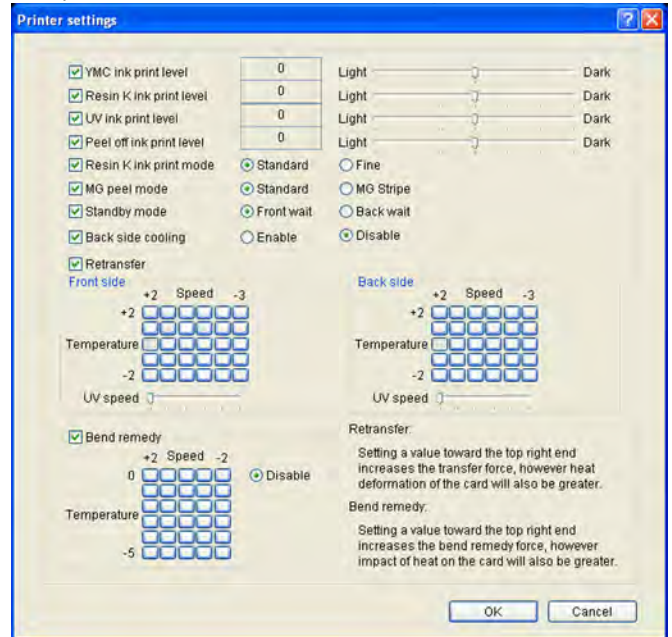 Printer settings
YMC ink print level 0 Light Dark
Resin K ink print level 0 Light Dark
UV ink print level 0 Light Dark
Peel off ink print level 0 Light Dark
Resin K ink print mode Standard Fine
MG peel mode Standard MG Stripe
Standby mode Front wait Back wait
Back side cooling Enable Disable
Retransfer
Front side Back side
+2 Speed -3 +2 Speed -3
+2 +2
Temperature Temperature
-2 -2
UV speed UV speed
Bend remedy
+2 Speed -2
0 Disable
Temperature
-5
Retransfer:
Setting a value toward the top right end
increases the transfer force, however heat
deformation of the card will also be greater.
Bend remedy:
Setting a value toward the top right end
increases the bend remedy force, however
impact of heat on the card will also be greater.
OK Cancel